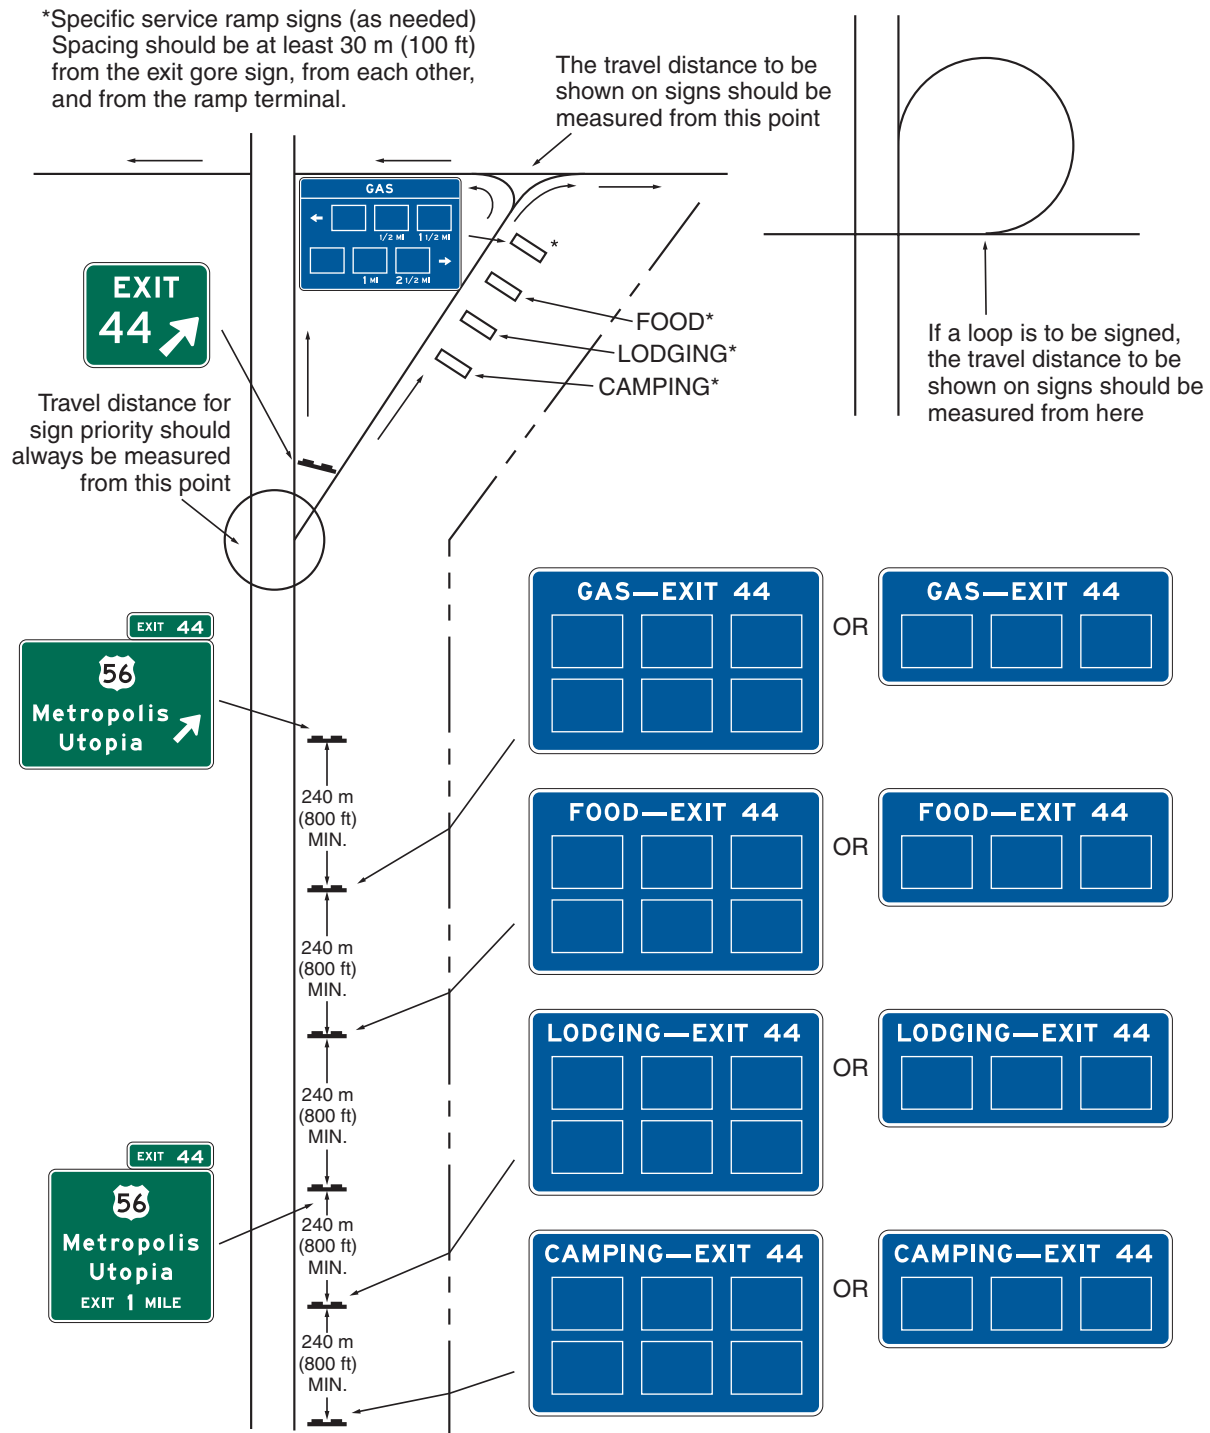 *Specific service ramp signs (as needed)
Spacing should be at least 30 m (100 ft)
from the exit gore sign, from each other,
and from the ramp terminal.
The travel distance to be
shown on signs should be
measured from this point
GAS
1/2 MI 1 1/2 MI
1 MI 2 1/2 MI
*
EXIT
44
FOOD*
LODGING*
CAMPING*
If a loop is to be signed,
the travel distance to be
shown on signs should be
measured from here
Travel distance for
sign priority should
always be measured
from this point
EXIT 44
56
Metropolis
Utopia
GAS—EXIT 44
OR
GAS—EXIT 44
240 m
(800 ft)
MIN.
FOOD—EXIT 44
OR
FOOD—EXIT 44
240 m
(800 ft)
MIN.
LODGING—EXIT 44
OR
LODGING—EXIT 44
240 m
(800 ft)
MIN.
EXIT 44
56
Metropolis
Utopia
EXIT 1 MILE
240 m
(800 ft)
MIN.
CAMPING—EXIT 44
OR
CAMPING—EXIT 44
240 m
(800 ft)
MIN.